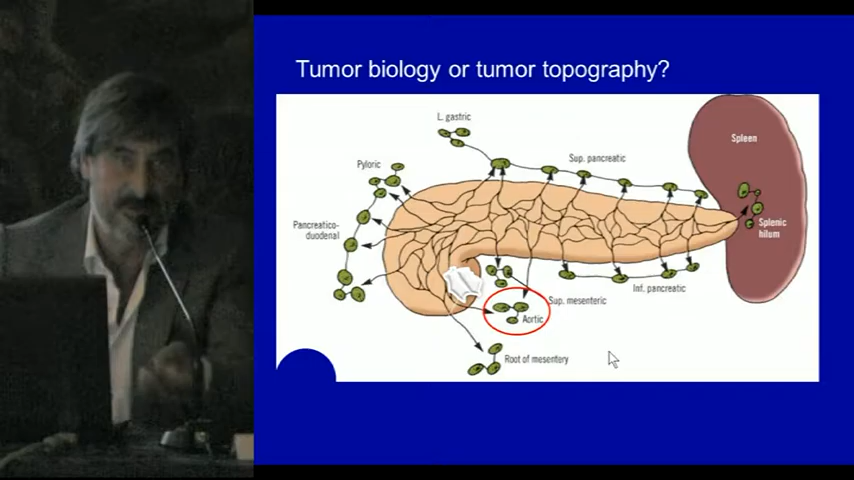 Tumor biology or tumor topography?
L. gastric
Sup. pancreatic
Spleen
Pyloric
Pancreatico-
duodenal
Splenic
hilum
Inf. pancreatic
Sup. mesenteric
Aortic
Root of mesentery